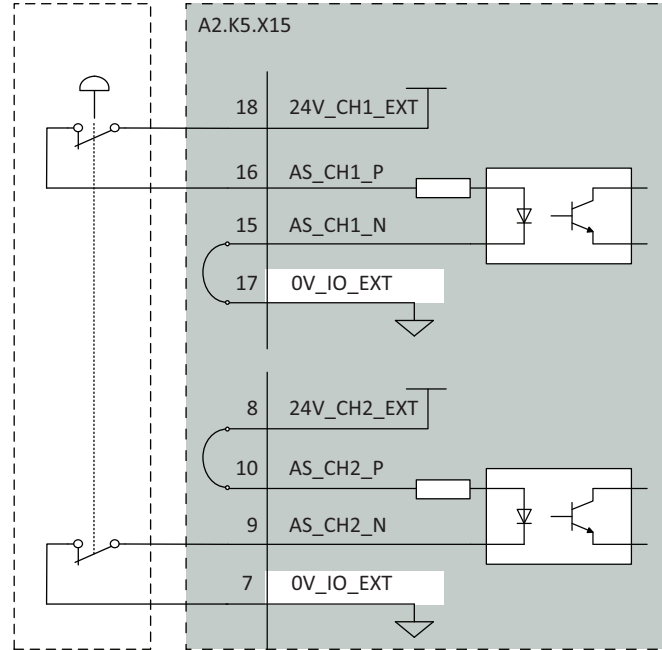 A2.K5.X15
18 24V_CH1_EXT
16 AS_CH1_P
15 AS_CH1_N
17 0V_IO_EXT
8 24V_CH2_EXT
10 AS_CH2_P
9 AS_CH2_N
7 0V_IO_EXT